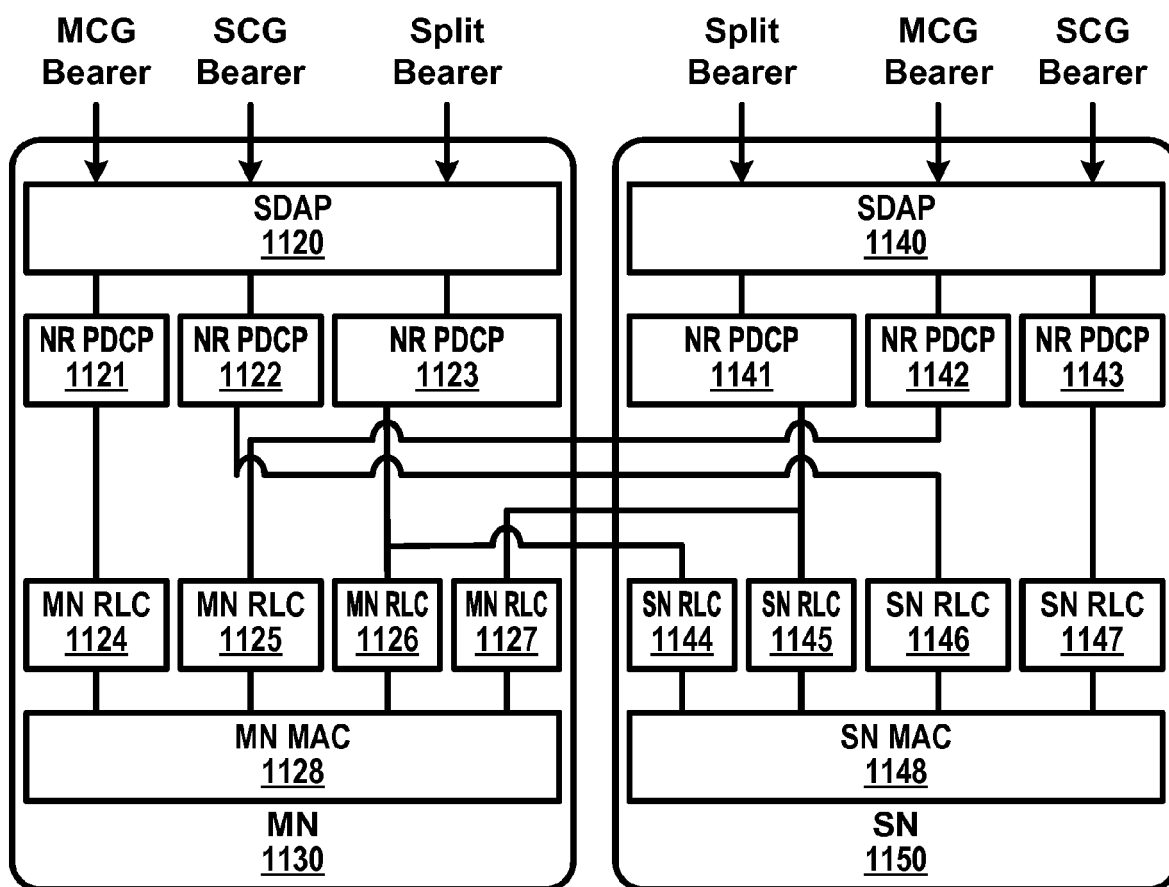 MCG Bearer
SCG Bearer
Split Bearer
Split Bearer
MCG Bearer
SCG Bearer
SDAP
1120
SDAP
1140
NR PDCP
1121
NR PDCP
1122
NR PDCP
1123
NR PDCP
1141
NR PDCP
1142
NR PDCP
1143
MN RLC
1124
MN RLC
1125
MN RLC
1126
MN RLC
1127
SN RLC
1144
SN RLC
1145
SN RLC
1146
SN RLC
1147
MN MAC
1128
SN MAC
1148
MN
1130
SN
1150